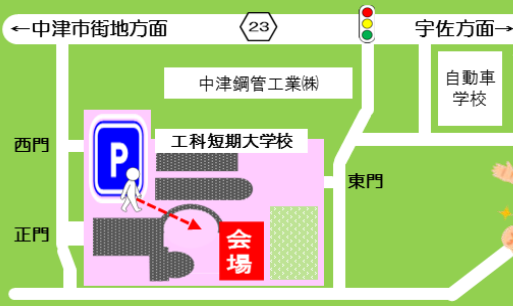 ←中津市街地方面
23
宇佐方面→
中津鋼管工業㈱
自動車
学校
西門
P
工科短期大学校
東門
正門
会
場